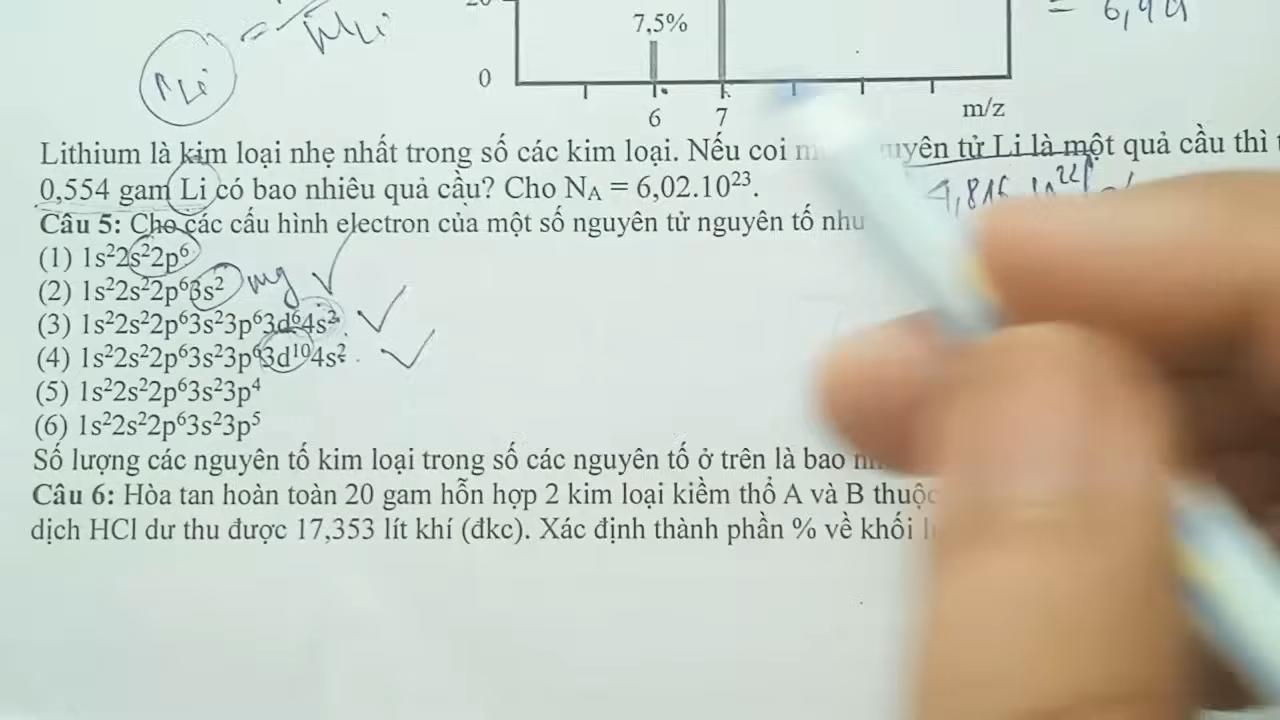 7,5%
= 6,94
0
6 7 m/z
Lithium là kim loại nhẹ nhất trong số các kim loại. Nếu coi uyên tử Li là một quả cầu thì
0,554 gam Li có bao nhiêu quả cầu? Cho N_A = 6,02.10²³.
4,816.10²²
Câu 5: Cho các cấu hình electron của một số nguyên tử nguyên tố như
(1) 1s²2s²2p⁶
(2) 1s²2s²2p⁶3s² mg
(3) 1s²2s²2p⁶3s²3p⁶3d⁶4s².
(4) 1s²2s²2p⁶3s²3p⁶3d¹⁰4s².
(5) 1s²2s²2p⁶3s²3p⁴
(6) 1s²2s²2p⁶3s²3p⁵
Số lượng các nguyên tố kim loại trong số các nguyên tố ở trên là bao
Câu 6: Hòa tan hoàn toàn 20 gam hỗn hợp 2 kim loại kiềm thổ A và B thuộc
dịch HCl dư thu được 17,353 lít khí (đkc). Xác định thành phần % về khối